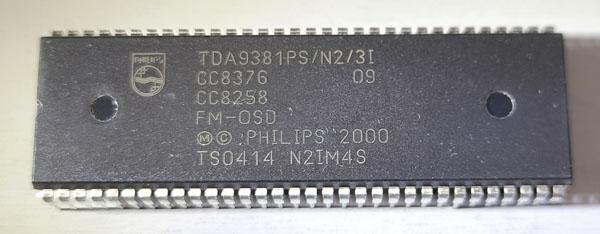 PHILIPS
TDA9381PS/N2/3I
CC8376 09
CC8258
FM-OSD
Ⓜ © PHILIPS 2000
TS0414 N2IM4S